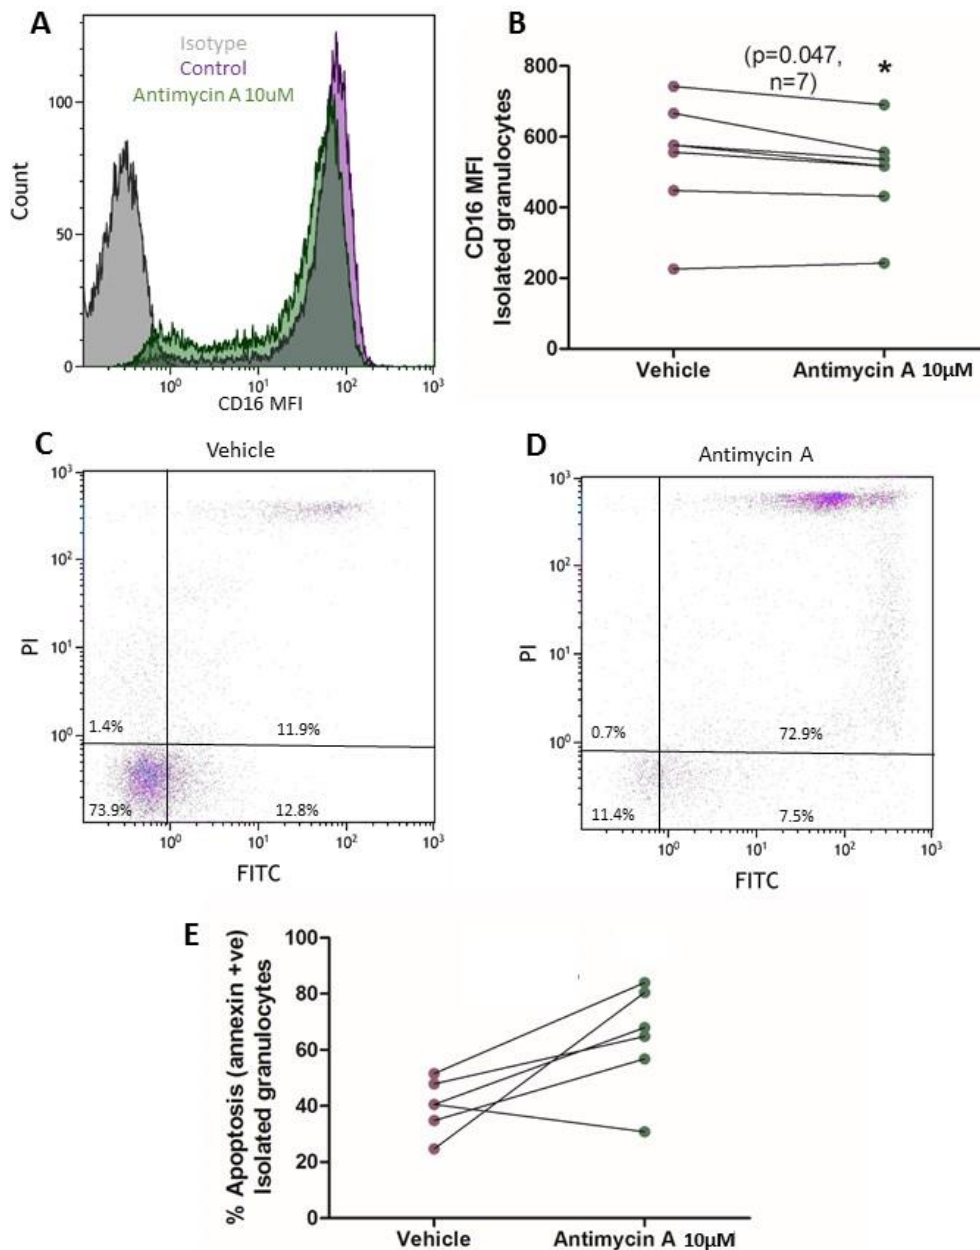 A
Isotype
Control
Antimycin A 10uM
100
50
0
Count
10⁰
10¹
10²
10³
CD16 MFI
B
(p=0.047,
n=7)
*
800
600
400
200
0
CD16 MFI
Isolated granulocytes
Vehicle
Antimycin A 10μM
C
Vehicle
10³
10²
10¹
10⁰
PI
1.4%
11.9%
73.9%
12.8%
10⁰
10¹
10²
10³
FITC
D
Antimycin A
10³
10²
10¹
10⁰
PI
0.7%
72.9%
11.4%
7.5%
10⁰
10¹
10²
10³
FITC
E
100
80
60
40
20
0
% Apoptosis (annexin +ve)
Isolated granulocytes
Vehicle
Antimycin A 10μM